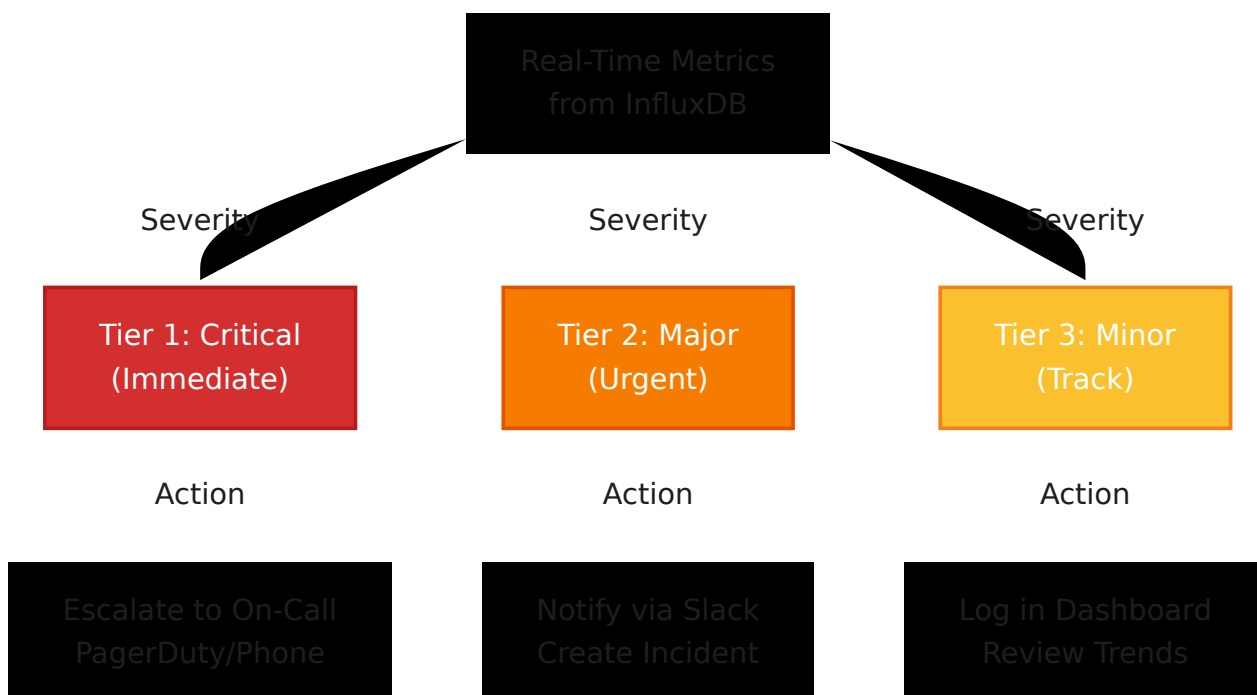 Real-Time Metrics
from InfluxDB
Severity
Severity
Severity
Tier 1: Critical
(Immediate)
Tier 2: Major
(Urgent)
Tier 3: Minor
(Track)
Action
Action
Action
Escalate to On-Call
PagerDuty/Phone
Notify via Slack
Create Incident
Log in Dashboard
Review Trends